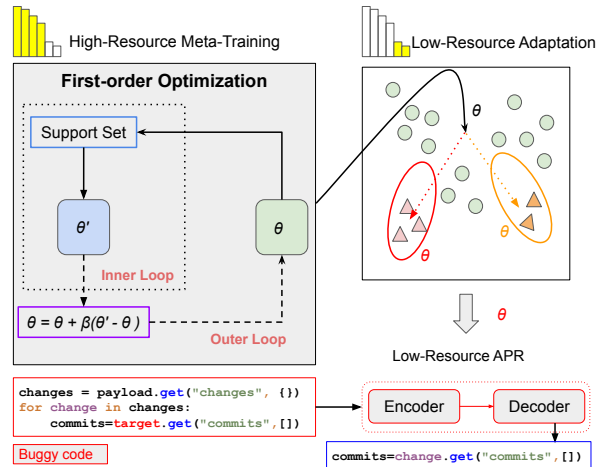 High-Resource Meta-Training
Low-Resource Adaptation
First-order Optimization
Support Set
θ'
θ
Inner Loop
θ = θ + β(θ' - θ )
Outer Loop
θ
θ
θ
θ
Low-Resource APR
changes = payload.get("changes", {})
for change in changes:
commits=target.get("commits",[])
Buggy code
Encoder
Decoder
commits=change.get("commits",[])